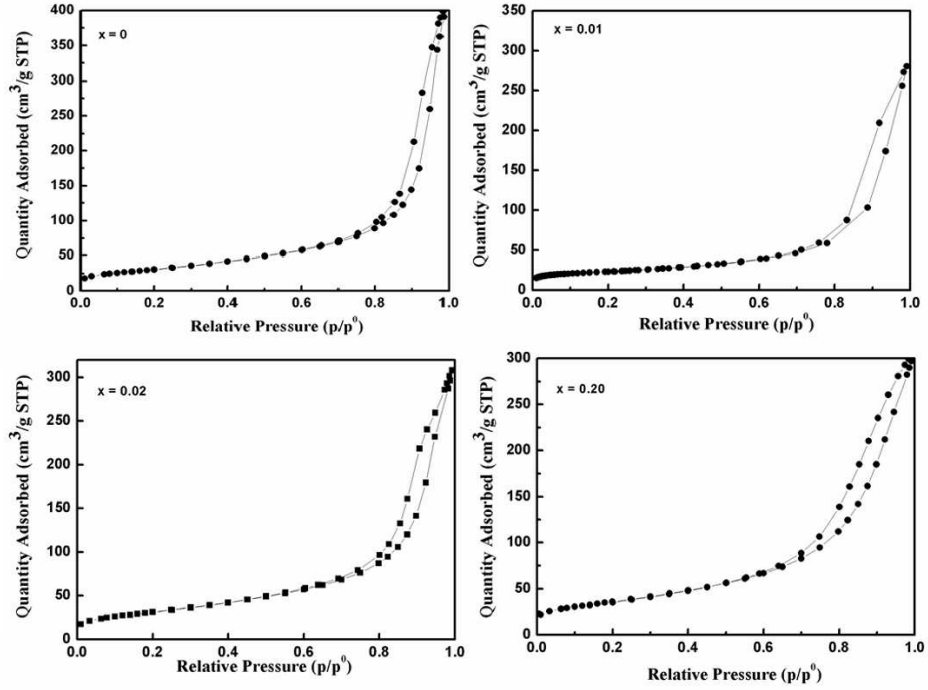 x = 0
Quantity Adsorbed (cm³/g STP)
400
350
300
250
200
150
100
50
0
0.0 0.2 0.4 0.6 0.8 1.0
Relative Pressure (p/p⁰)
x = 0.01
Quantity Adsorbed (cm³/g STP)
350
300
250
200
150
100
50
0
0.0 0.2 0.4 0.6 0.8 1.0
Relative Pressure (p/p⁰)
x = 0.02
Quantity Adsorbed (cm³/g STP)
300
200
100
0
0.0 0.2 0.4 0.6 0.8 1.0
Relative Pressure (p/p⁰)
x = 0.20
Quantity Adsorbed (cm³/g STP)
300
250
200
150
100
50
0
0.0 0.2 0.4 0.6 0.8 1.0
Relative Pressure (p/p⁰)